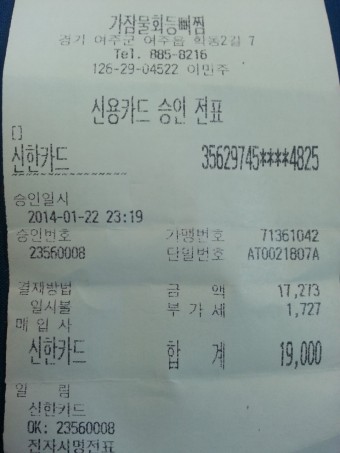 가잠물회등뼈찜
경기 여주군 여주읍 학동2길 7
Tel. 885-8216
126-29-04522 이민주
신용카드 승인 전표
[]
신한카드 35629745****4825
승인일시
2014-01-22 23:19
승인번호 가맹번호 71361042
23560008 단말번호 AT0021807A
결재방법 금 액 17,273
일시불 부 가 세 1,727
매 입 사
신한카드 합 계 19,000
알 림
신한카드
OK: 23560008
전자서명전표